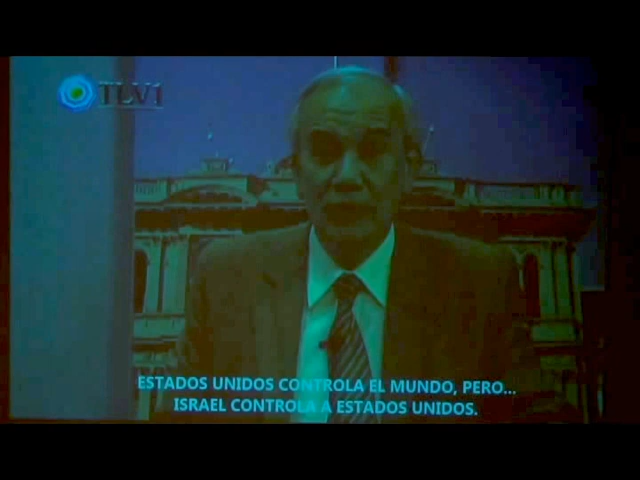 TLV1
ESTADOS UNIDOS CONTROLA EL MUNDO, PERO...
ISRAEL CONTROLA A ESTADOS UNIDOS.